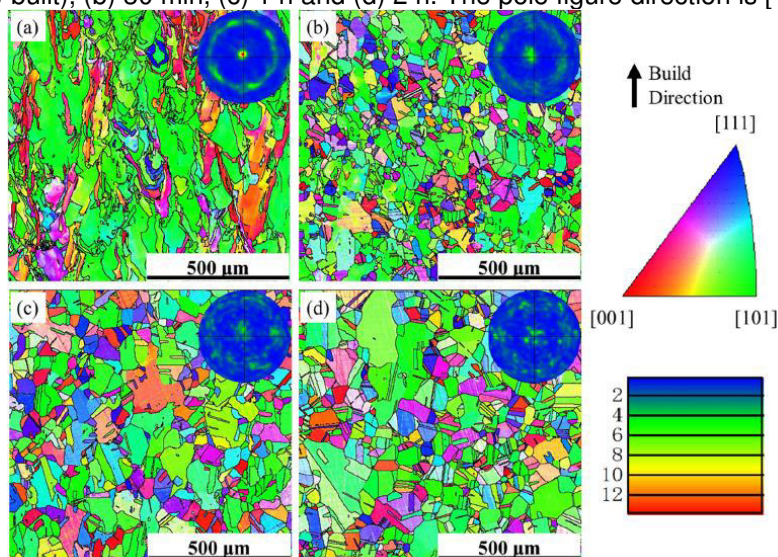 built), (b) 30 min, (c) 1 h and (d) 2 h. The pole figure direction is [
(a)
(b)
Build
Direction
[111]
500 µm
500 µm
[001]
[101]
(c)
(d)
2
4
6
8
10
12
500 µm
500 µm